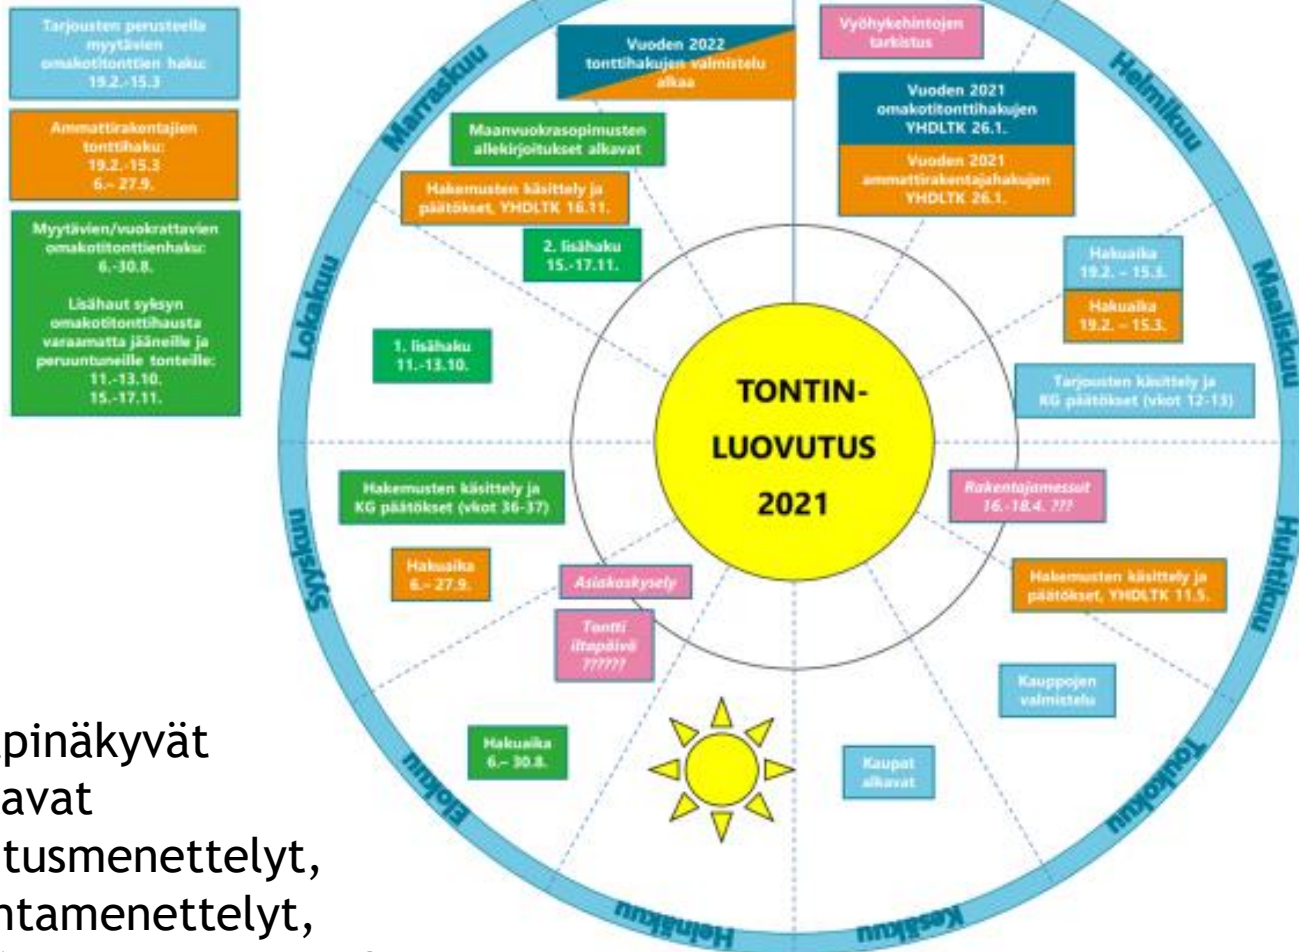 Tarjousten perusteella
myytävien
omakotitonttien haku:
19.2.-15.3
Ammattirakentajien
tonttihaku:
19.2.-15.3
6.– 27.9.
Myytävien/vuokrattavien
omakotitonttienhaku:
6.-30.8.
Lisähaut syksyn
omakotitonttihausta
varaamatta jääneille ja
peruuntuneille tonteille:
11.-13.10.
15.-17.11.
Vyöhykehintojen
tarkistus
Vuoden 2021
omakotitonttihakujen
YHDLTK 26.1.
Vuoden 2021
ammattirakentajahakujen
YHDLTK 26.1.
Helmikuu
Hakuaika
19.2. – 15.3.
Hakuaika
19.2. – 15.3.
Maaliskuu
Tarjousten käsittely ja
KG päätökset (vkot 12-13)
Rakentajamessut
16.-18.4. ???
Huhtikuu
Hakemusten käsittely ja
päätökset, YHDLTK 11.5.
Kauppojen
valmistelu
Toukokuu
Kaupat
alkavat
Kesäkuu
Heinäkuu
Hakuaika
6.– 30.8.
Elokuu
Tontti
iltapäivä
??????
Asiakaskysely
Hakuaika
6.– 27.9.
Hakemusten käsittely ja
KG päätökset (vkot 36-37)
Syyskuu
1. lisähaku
11.-13.10.
Lokakuu
2. lisähaku
15.-17.11.
Hakemusten käsittely ja
päätökset, YHDLTK 16.11.
Maanvuokrasopimusten
allekirjoitukset alkavat
Marraskuu
Vuoden 2022
tonttihakujen valmistelu
alkaa
TONTIN-
LUOVUTUS
2021
pinäkyvät
avat
tusmenettelyt,
ntamenettelyt,